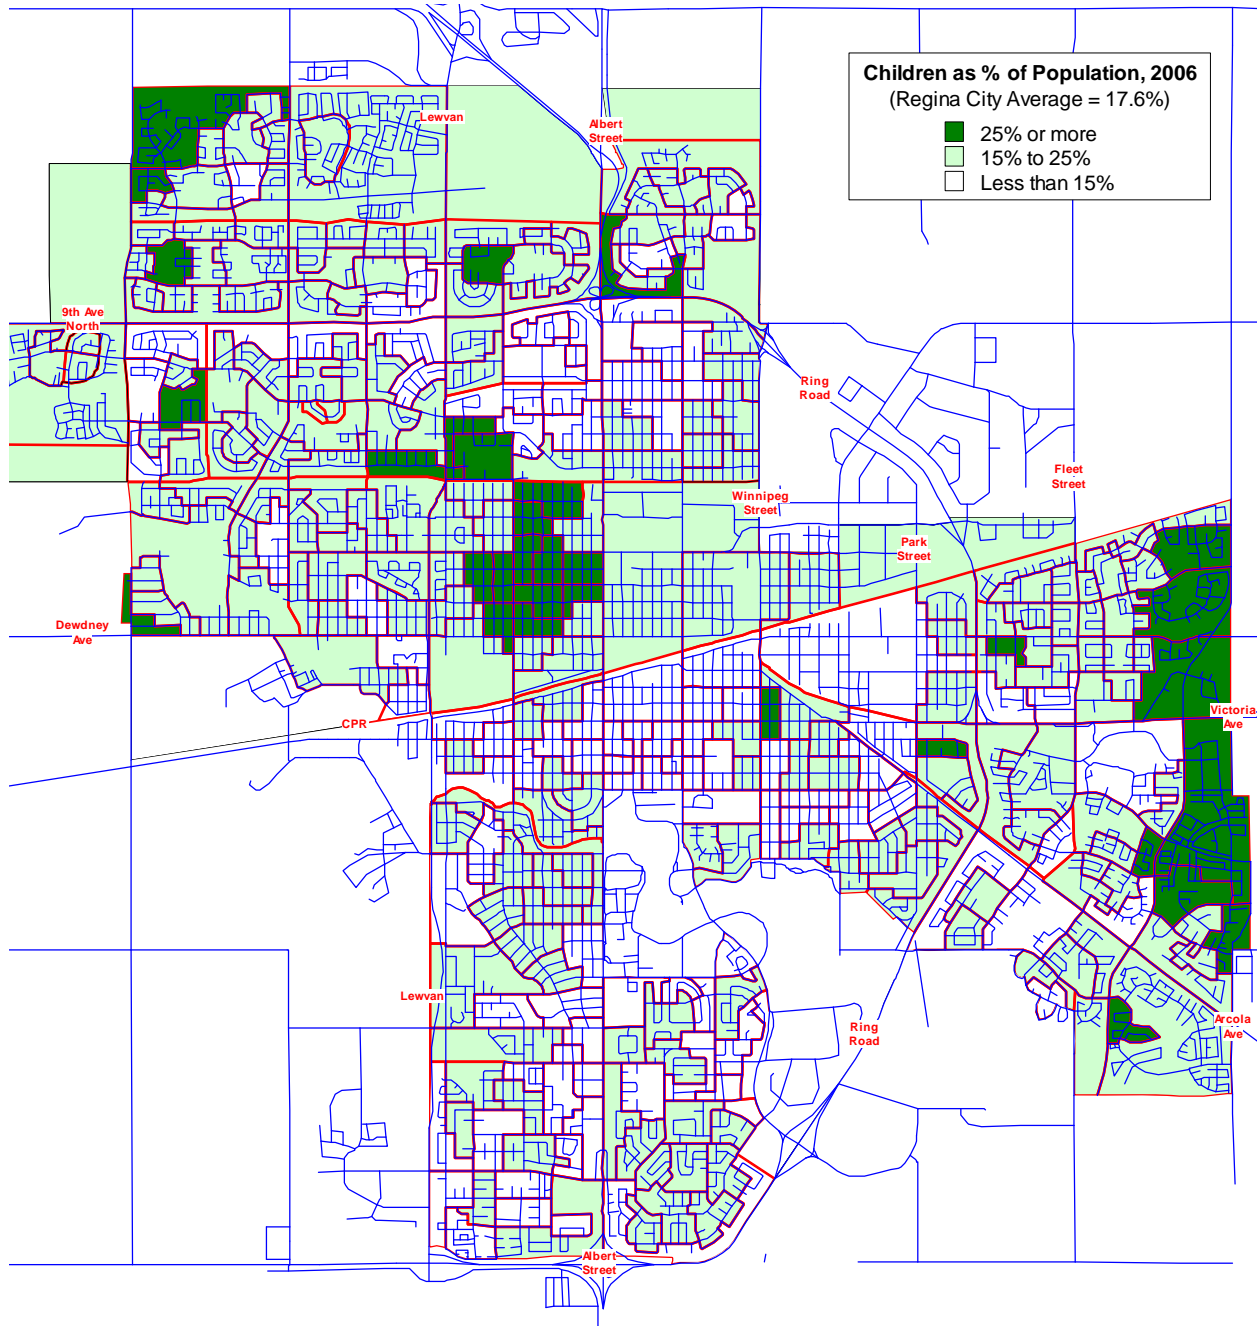 Children as % of Population, 2006
(Regina City Average = 17.6%)
25% or more
15% to 25%
Less than 15%
Lewvan
Albert
Street
9th Ave
North
Ring
Road
Fleet
Street
Winnipeg
Street
Park
Street
Dewdney
Ave
CPR
Victoria
Ave
Lewvan
Ring
Road
Arcola
Ave
Albert
Street